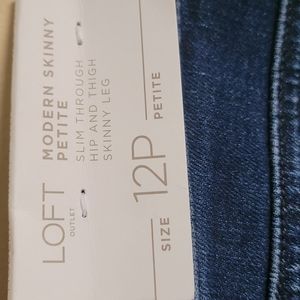 LOFT
OUTLET
MODERN SKINNY
PETITE
SLIM THROUGH
HIP AND THIGH
SKINNY LEG
SIZE 12P PETITE